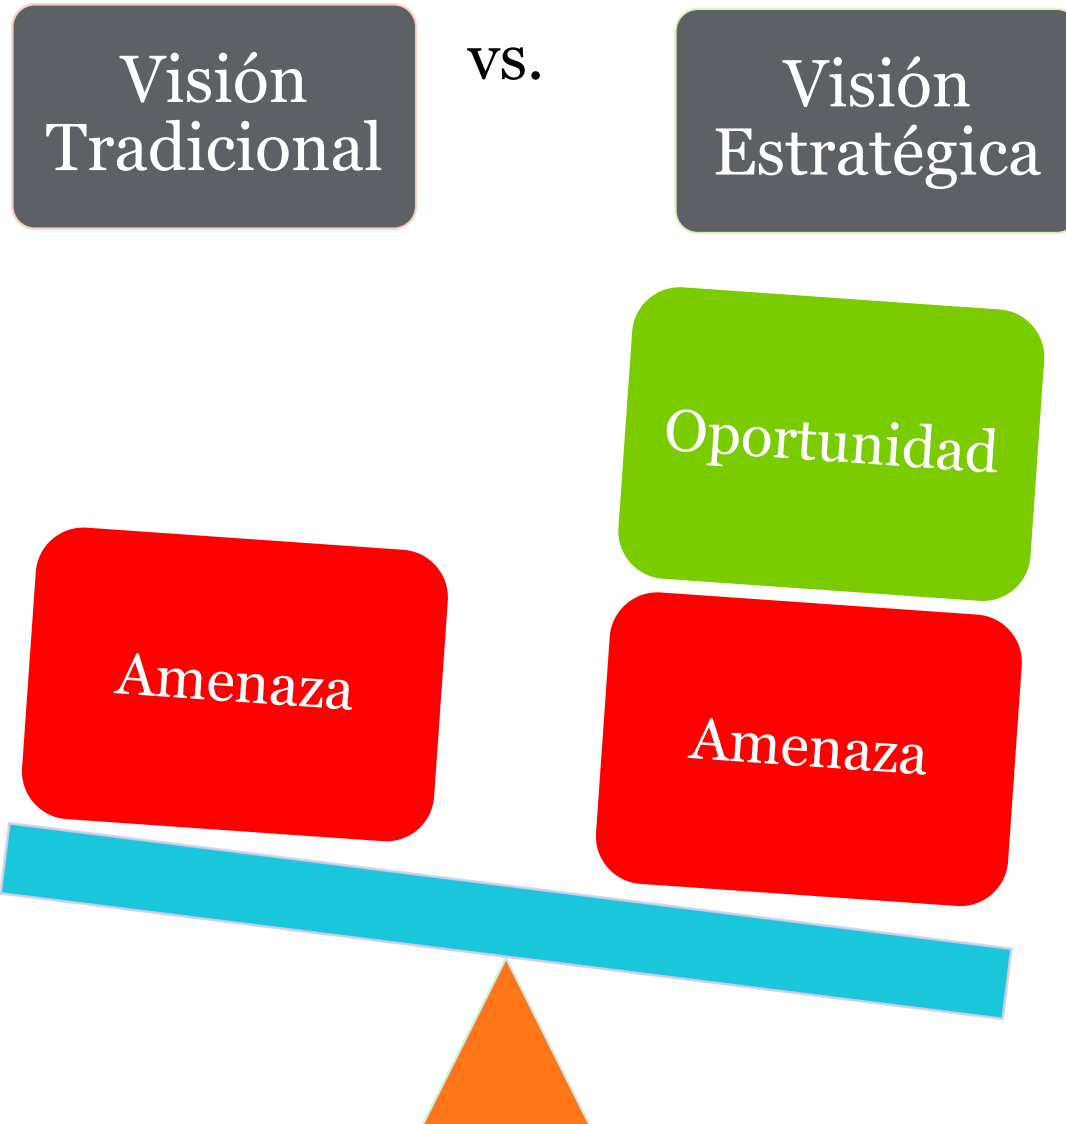 Visión
Tradicional
vs.
Visión
Estratégica
Oportunidad
Amenaza
Amenaza